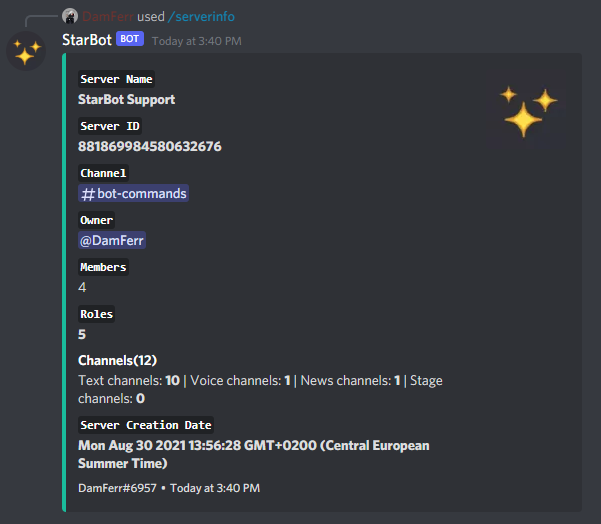 DamFerr used /serverinfo
StarBot BOT Today at 3:40 PM
Server Name
StarBot Support
Server ID
881869984580632676
Channel
#bot-commands
Owner
@DamFerr
Members
4
Roles
5
Channels(12)
Text channels: 10 | Voice channels: 1 | News channels: 1 | Stage
channels: 0
Server Creation Date
Mon Aug 30 2021 13:56:28 GMT+0200 (Central European
Summer Time)
DamFerr#6957 • Today at 3:40 PM